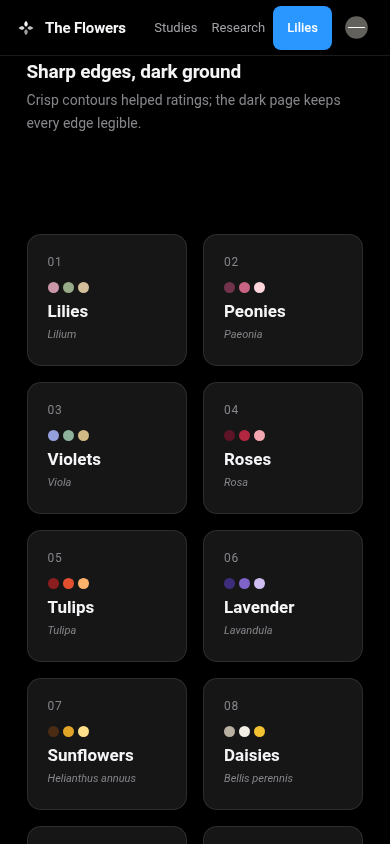 The Flowers
Studies
Research
Lilies
Sharp edges, dark ground
Crisp contours helped ratings; the dark page keeps
every edge legible.
01
Lilies
Lilium
02
Peonies
Paeonia
03
Violets
Viola
04
Roses
Rosa
05
Tulips
Tulipa
06
Lavender
Lavandula
07
Sunflowers
Helianthus annuus
08
Daisies
Bellis perennis